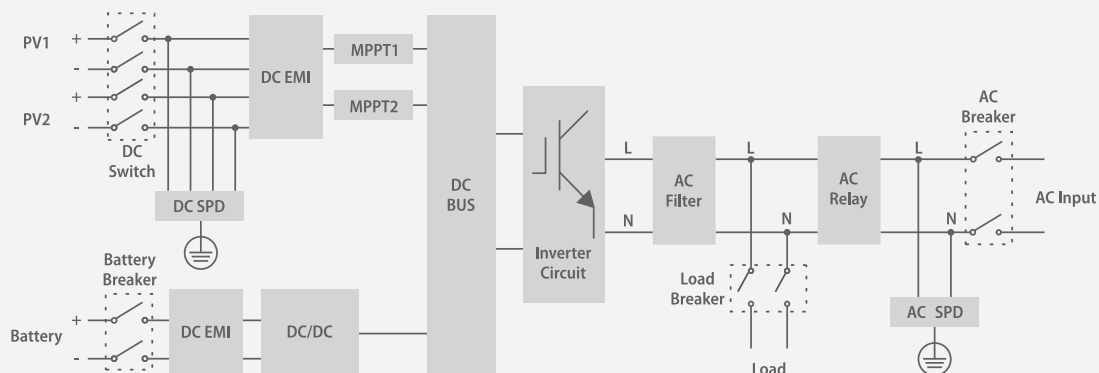 PV1
+
-
PV2
+
-
DC
Switch
DC EMI
MPPT1
MPPT2
DC SPD
Battery
Breaker
Battery
+
-
DC EMI
DC/DC
DC
BUS
Inverter
Circuit
L
N
AC
Filter
L
N
Load
Breaker
Load
AC
Relay
L
N
AC SPD
AC
Breaker
AC Input